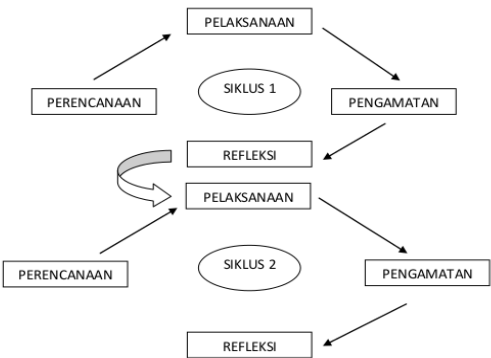 PELAKSANAAN
SIKLUS 1
PERENCANAAN
PENGAMATAN
REFLEKSI
PELAKSANAAN
SIKLUS 2
PERENCANAAN
PENGAMATAN
REFLEKSI